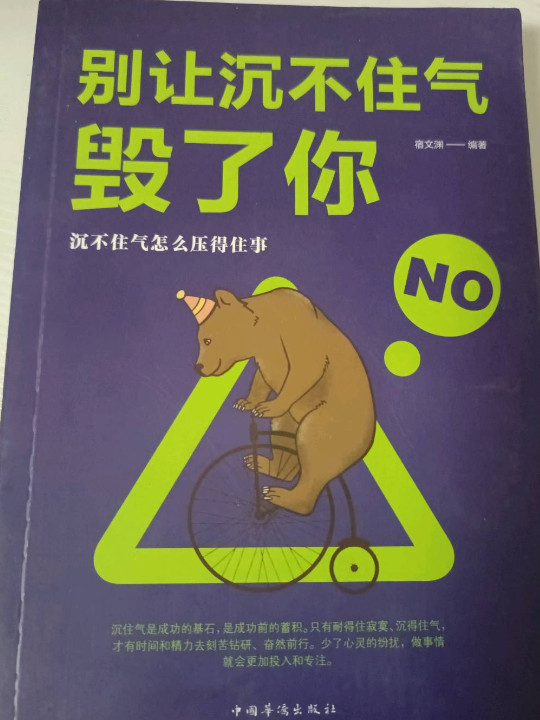 别让沉不住气
毁了你
宿文渊——编著
沉不住气怎么压得住事
NO
沉住气是成功的基石，是成功前的蓄积。只有耐得住寂寞、沉得住气，
才有时间和精力去刻苦钻研、奋然前行。少了心灵的纷扰，做事情
就会更加投入和专注。
中国华侨出版社